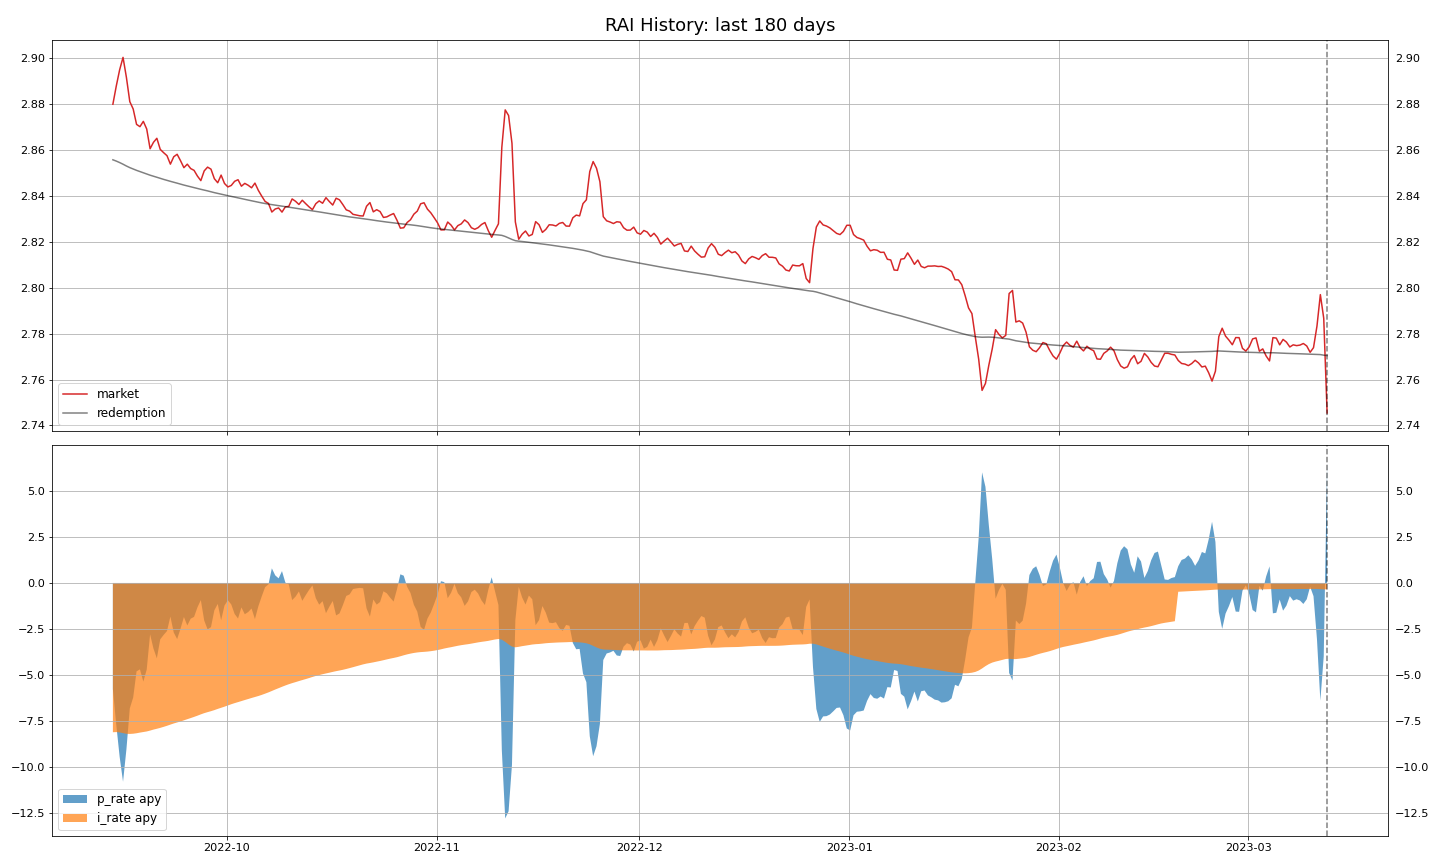 RAI History: last 180 days
2.90 2.90
2.88 2.88
2.86 2.86
2.84 2.84
2.82 2.82
2.80 2.80
2.78 2.78
2.76 2.76
2.74 2.74
market
redemption
5.0 5.0
2.5 2.5
0.0 0.0
−2.5 −2.5
−5.0 −5.0
−7.5 −7.5
−10.0 −10.0
−12.5 −12.5
p_rate apy
i_rate apy
2022-10 2022-11 2022-12 2023-01 2023-02 2023-03